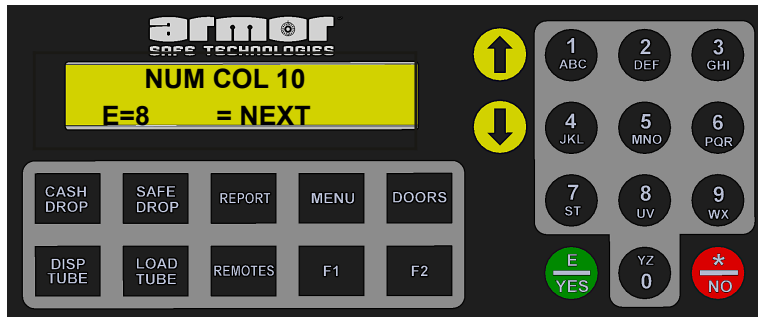 armor
SAFE TECHNOLOGIES
NUM COL 10
E=8 = NEXT
CASH DROP
SAFE DROP
REPORT
MENU
DOORS
DISP TUBE
LOAD TUBE
REMOTES
F1
F2
1
ABC
2
DEF
3
GHI
4
JKL
5
MNO
6
PQR
7
ST
8
UV
9
WX
E
YES
YZ
0
*
NO